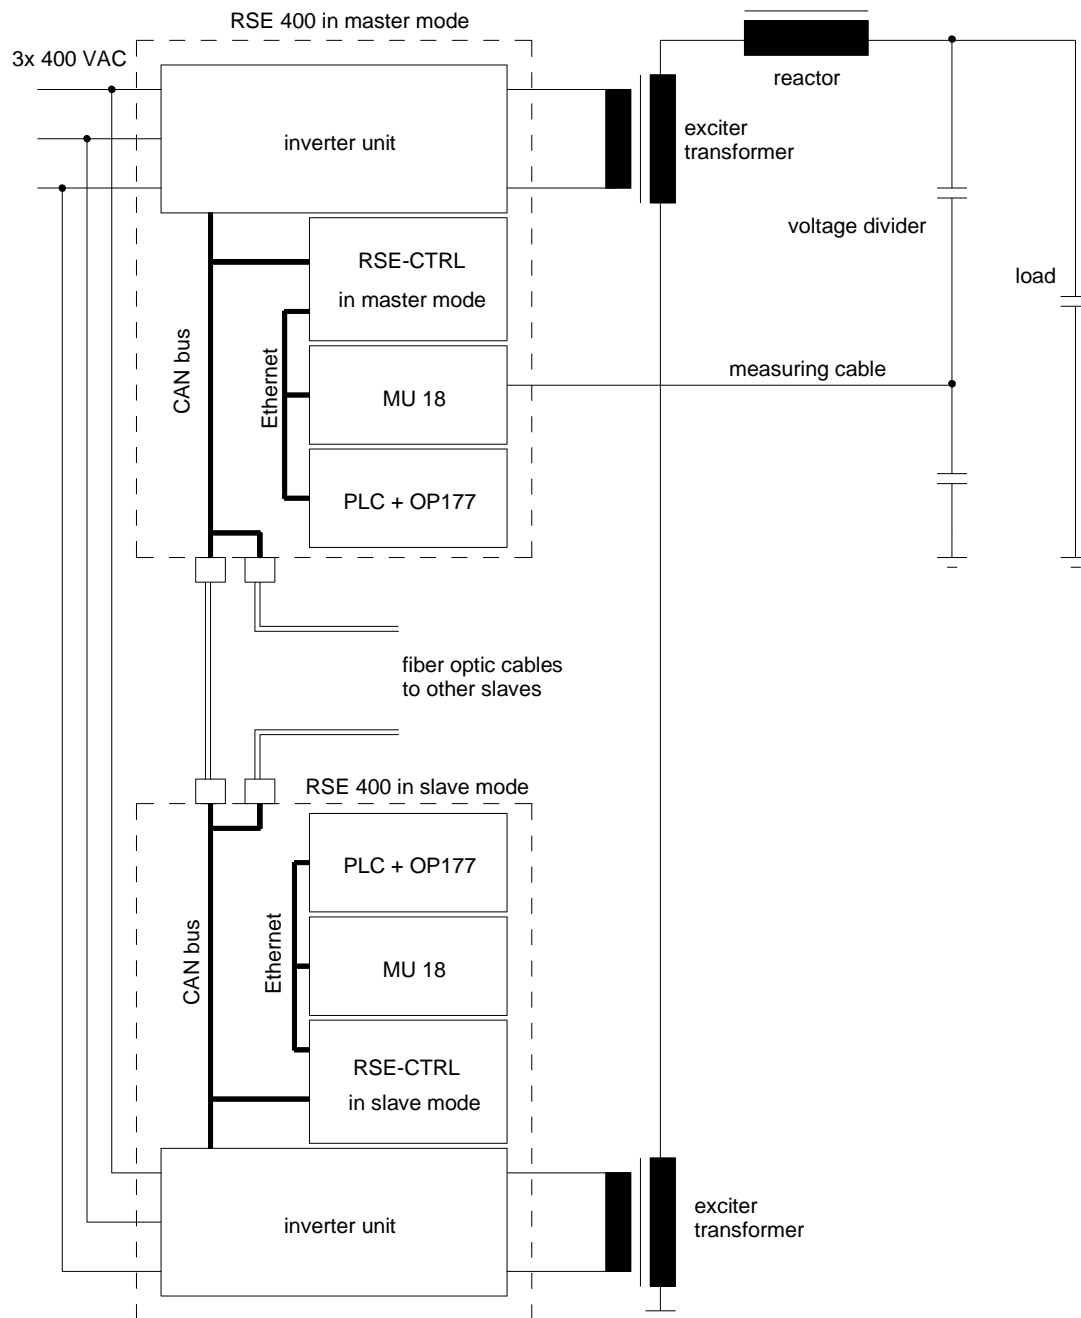 RSE 400 in master mode
3x 400 VAC
reactor
inverter unit
exciter
transformer
voltage divider
RSE-CTRL
in master mode
load
CAN bus
Ethernet
measuring cable
MU 18
PLC + OP177
fiber optic cables
to other slaves
RSE 400 in slave mode
PLC + OP177
CAN bus
Ethernet
MU 18
RSE-CTRL
in slave mode
inverter unit
exciter
transformer